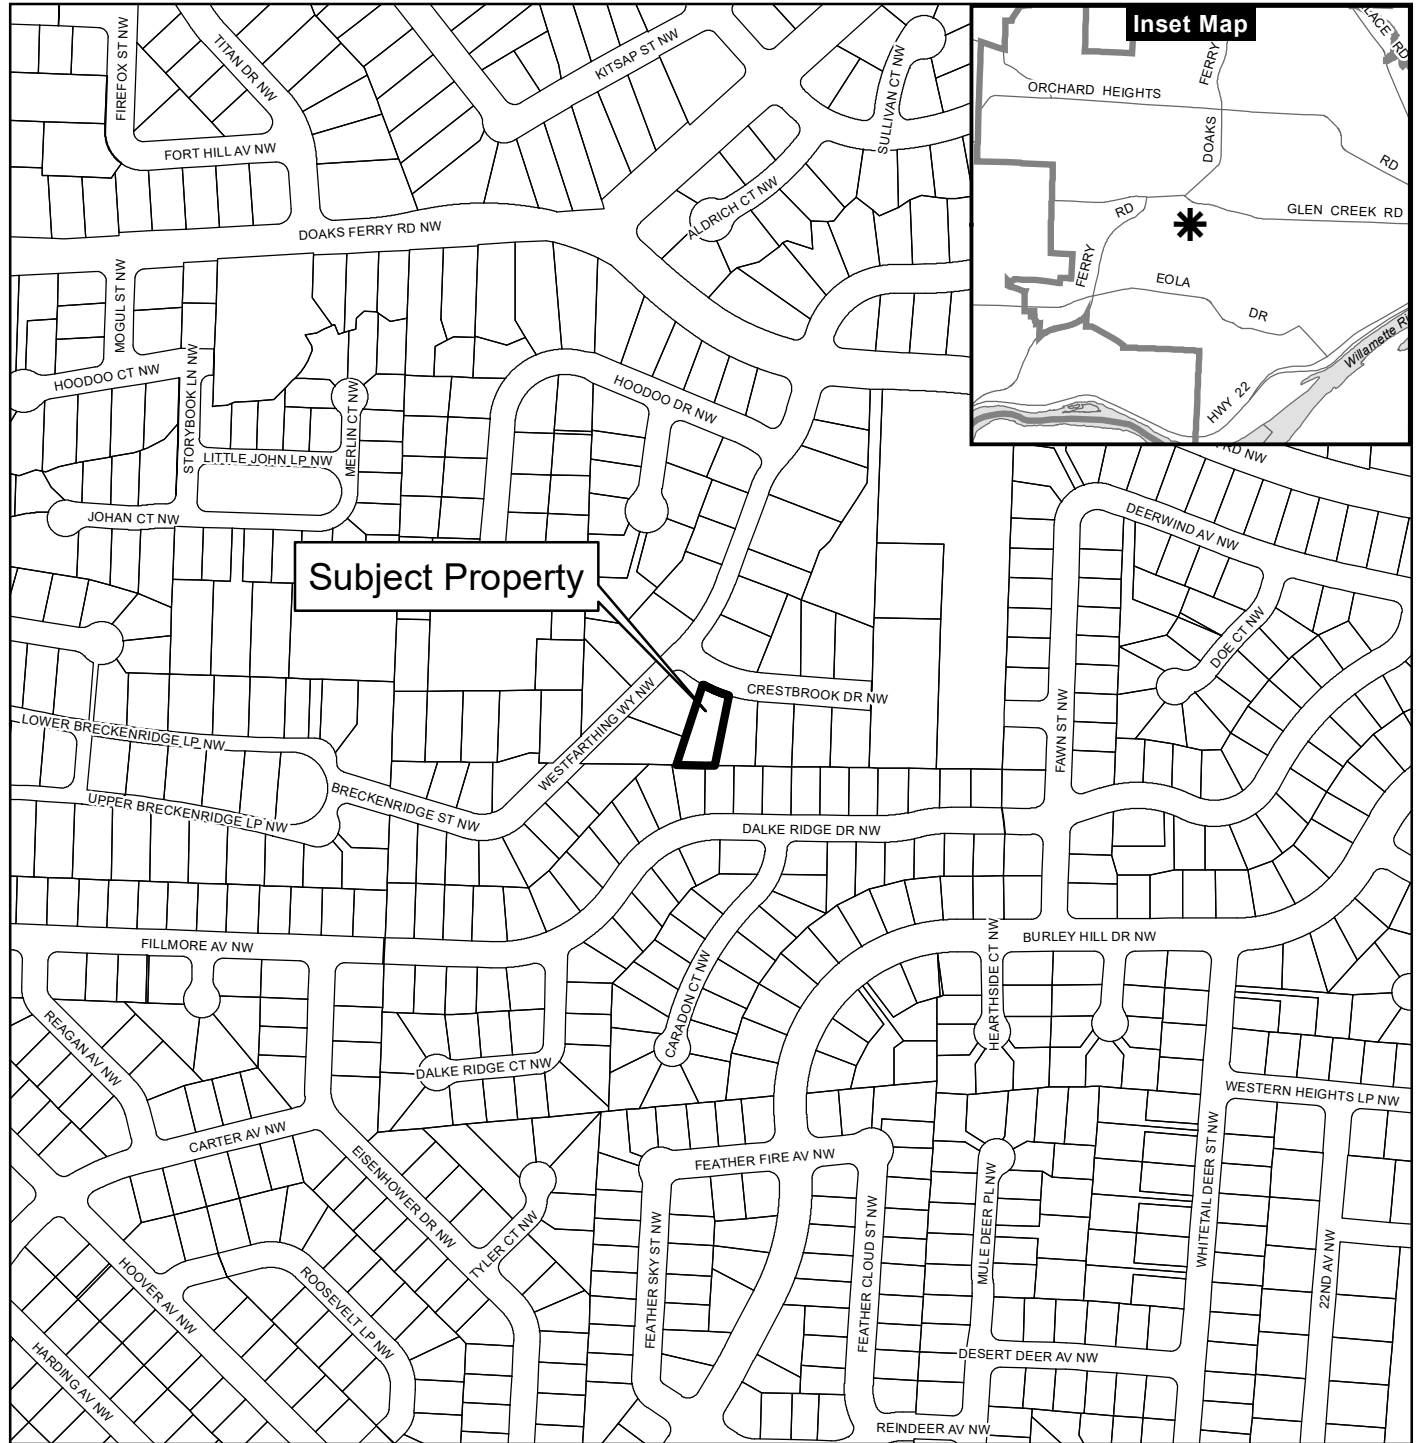 FIREFOX ST NW
TITAN DR NW
KITSAP ST NW
SULLIVAN CT NW
FORT HILL AV NW
ALDRICH CT NW
DOAKS FERRY RD NW
MOGUL ST NW
HOODOO CT NW
STORYBOOK LN NW
MERLIN CT NW
HOODOO DR NW
LITTLE JOHN LP NW
JOHAN CT NW
Inset Map
ORCHARD HEIGHTS
RD
DOAKS
FERRY
RD
FERRY
GLEN CREEK RD
EOLA
DR
HWY 22
RD NW
DEERWIND AV NW
DOE CT NW
Subject Property
CRESTBROOK DR NW
WESTFARTHING WY NW
FAWN ST NW
LOWER BRECKENRIDGE LP NW
UPPER BRECKENRIDGE LP NW
BRECKENRIDGE ST NW
DALKE RIDGE DR NW
FILLMORE AV NW
BURLEY HILL DR NW
HEARTHSIDE CT NW
CARADON CT NW
REAGAN AV NW
DALKE RIDGE CT NW
WESTERN HEIGHTS LP NW
CARTER AV NW
EISENHOWER DR NW
FEATHER FIRE AV NW
TYLER CT NW
MULE DEER PL NW
WHITETAIL DEER ST NW
FEATHER SKY ST NW
FEATHER CLOUD ST NW
22ND AV NW
HOOVER AV NW
ROOSEVELT LP NW
HARDING AV NW
DESERT DEER AV NW
REINDEER AV NW